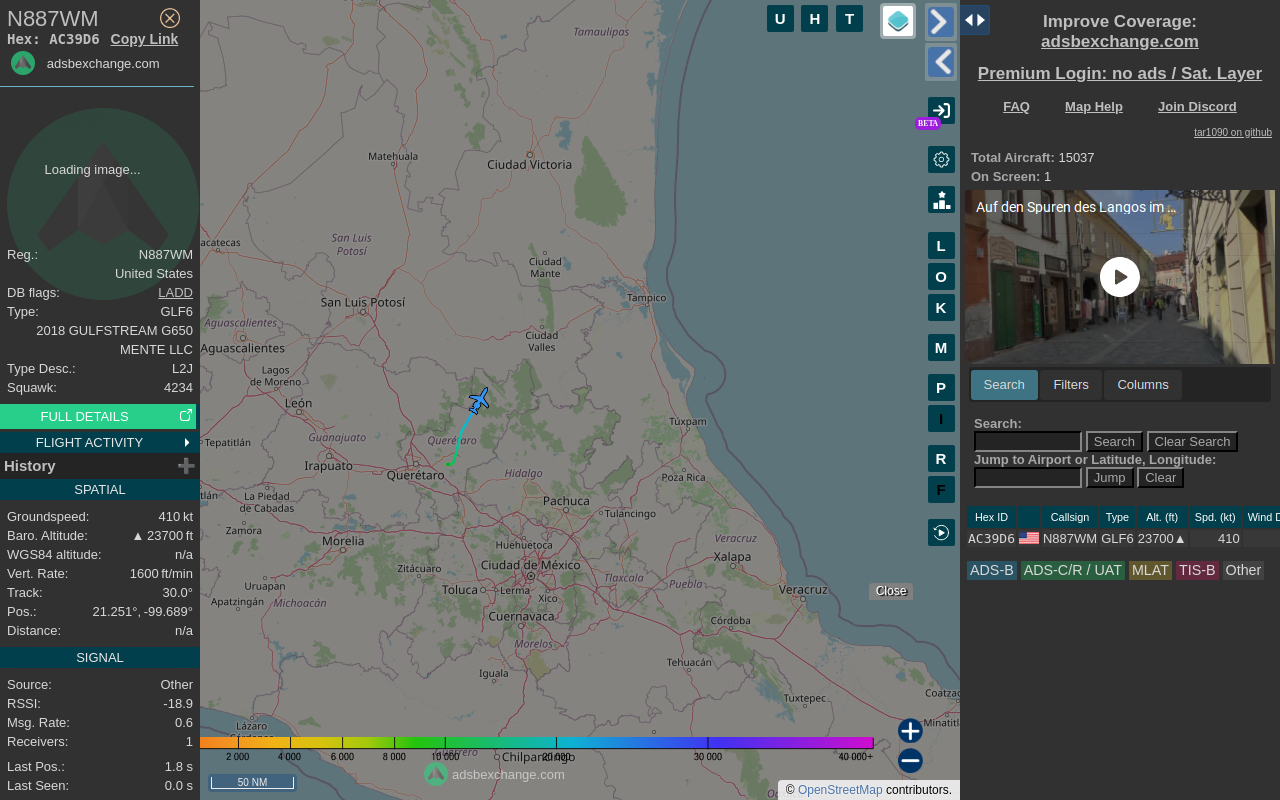 N887WM
Hex: AC39D6 Copy Link
adsbexchange.com
Loading image...
Reg.: N887WM
United States
DB flags: LADD
Type: GLF6
2018 GULFSTREAM G650
MENTE LLC
Type Desc.: L2J
Squawk: 4234
FULL DETAILS
FLIGHT ACTIVITY
History
SPATIAL
Groundspeed: 410 kt
Baro. Altitude: ▲ 23700 ft
WGS84 altitude: n/a
Vert. Rate: 1600 ft/min
Track: 30.0°
Pos.: 21.251°, -99.689°
Distance: n/a
SIGNAL
Source: Other
RSSI: -18.9
Msg. Rate: 0.6
Receivers: 1
Last Pos.: 1.8 s
Last Seen: 0.0 s
Tamaulipas
Matehuala
Ciudad Victoria
acatecas
San Luis
Potosí
Ciudad
Mante
San Luis Potosí
Tampico
Aguascalientes
Aguascalientes
Ciudad
Valles
Lagos
de Moreno
León
Tepatitlán
Guanajuato
Querétaro
Túxpam
Irapuato
Querétaro
Hidalgo
Poza Rica
tlán
La Piedad
de Cabadas
Pachuca
Tulancingo
Zamora
Morelia
Huehuetoca
Veracruz
Xalapa
Zitácuaro
Ciudad de México
Uruapan
Toluca
Lerma
Xico
Tlaxcala
Puebla
Veracruz
Apatzingán
Michoacán
Cuernavaca
Córdoba
Morelos
Tehuacán
Iguala
Tuxtepec
Coatzac
Minatitl
Lázaro
Cárdenas
Guerrero
Chilpancingo
2 000 4 000 6 000 8 000 10 000 20 000 30 000 40 000+
50 NM
adsbexchange.com
© OpenStreetMap contributors.
U H T
BETA
L
O
K
M
P
I
R
F
Close
Improve Coverage:
adsbexchange.com
Premium Login: no ads / Sat. Layer
FAQ Map Help Join Discord
tar1090 on github
Total Aircraft: 15037
On Screen: 1
Auf den Spuren des Langos im ...
Search Filters Columns
Search:
Search Clear Search
Jump to Airport or Latitude, Longitude:
Jump Clear
Hex ID Callsign Type Alt. (ft) Spd. (kt) Wind D
AC39D6 N887WM GLF6 23700▲ 410
ADS-B ADS-C/R / UAT MLAT TIS-B Other